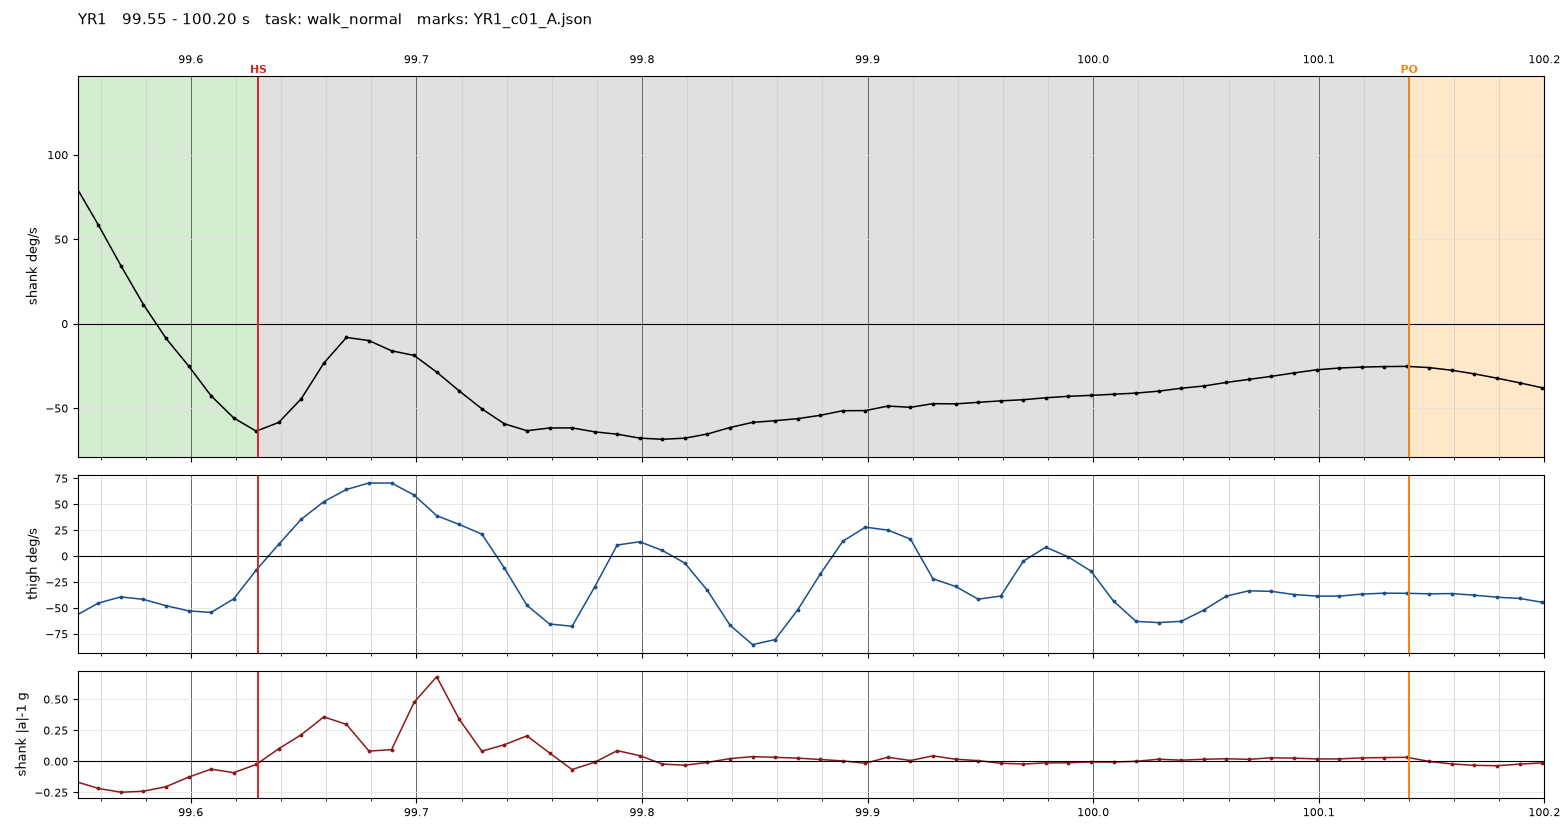 YR1   99.55 - 100.20 s   task: walk_normal   marks: YR1_c01_A.json
99.6 99.7 99.8 99.9 100.0 100.1 100.2
HS PO
100
50
0
−50
shank deg/s
75
50
25
0
−25
−50
−75
thigh deg/s
0.50
0.25
0.00
−0.25
shank |a|-1 g
99.6 99.7 99.8 99.9 100.0 100.1 100.2